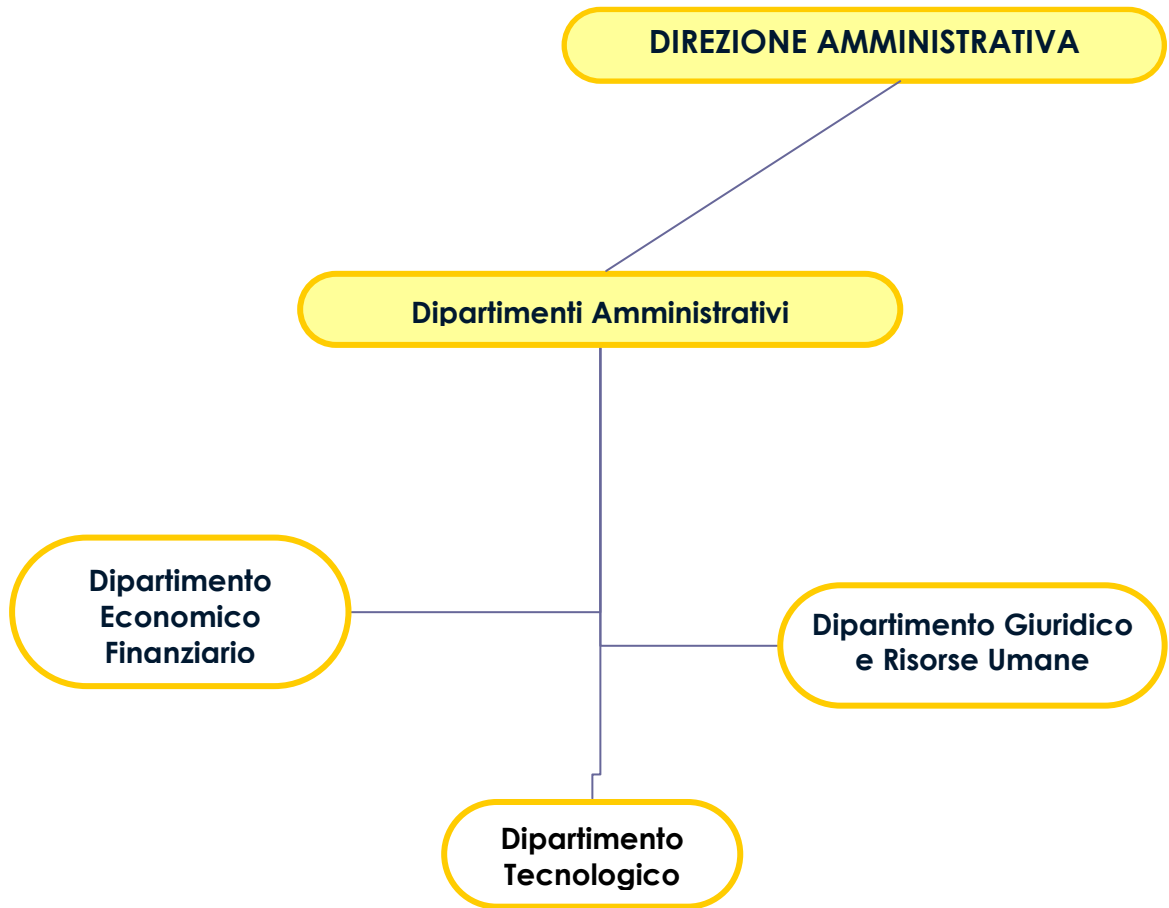 DIREZIONE AMMINISTRATIVA
Dipartimenti Amministrativi
Dipartimento
Economico
Finanziario
Dipartimento Giuridico
e Risorse Umane
Dipartimento
Tecnologico